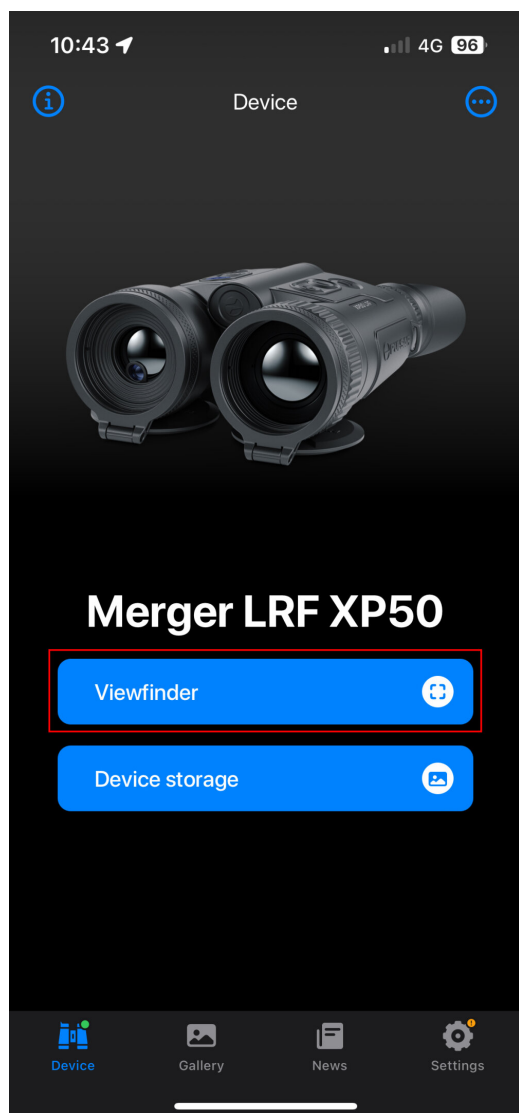 10:43
4G 96
Device
Merger LRF XP50
Viewfinder
Device storage
Device
Gallery
News
Settings